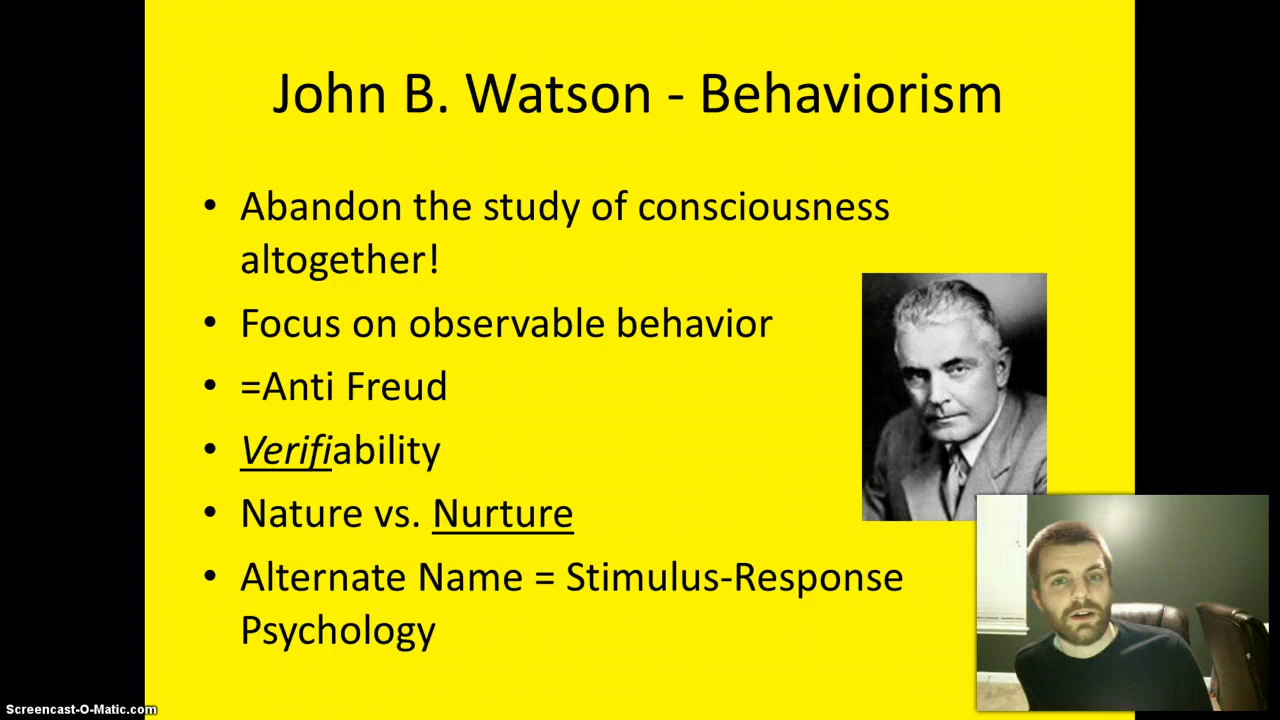 John B. Watson - Behaviorism
• Abandon the study of consciousness
altogether!
• Focus on observable behavior
• =Anti Freud
• Verifiability
• Nature vs. Nurture
• Alternate Name = Stimulus-Response
Psychology
Screencast-O-Matic.com